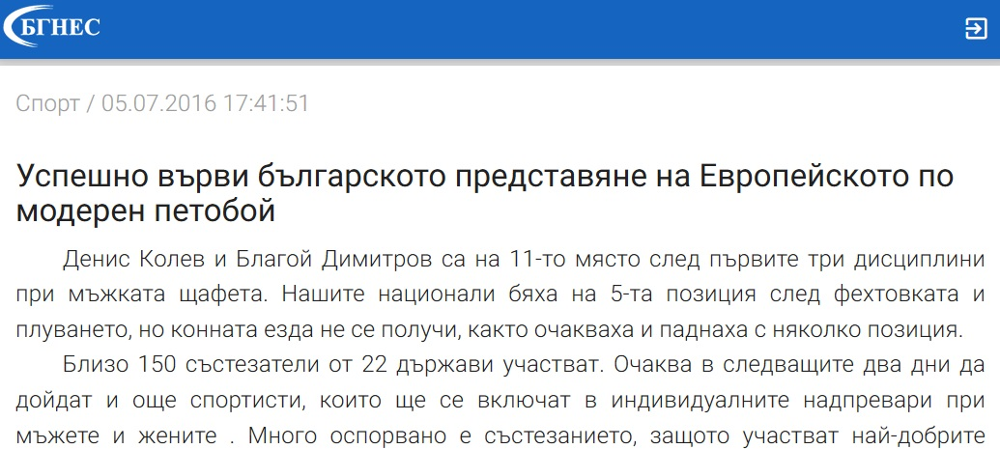 БГНЕС
Спорт / 05.07.2016 17:41:51
Успешно върви българското представяне на Европейското по
модерен петобой
Денис Колев и Благой Димитров са на 11-то място след първите три дисциплини
при мъжката щафета. Нашите национали бяха на 5-та позиция след фехтовката и
плуването, но конната езда не се получи, както очакваха и паднаха с няколко позиция.
Близо 150 състезатели от 22 държави участват. Очаква в следващите два дни да
дойдат и още спортисти, които ще се включат в индивидуалните надпревари при
мъжете и жените . Много оспорвано е състезанието, защото участват най-добрите